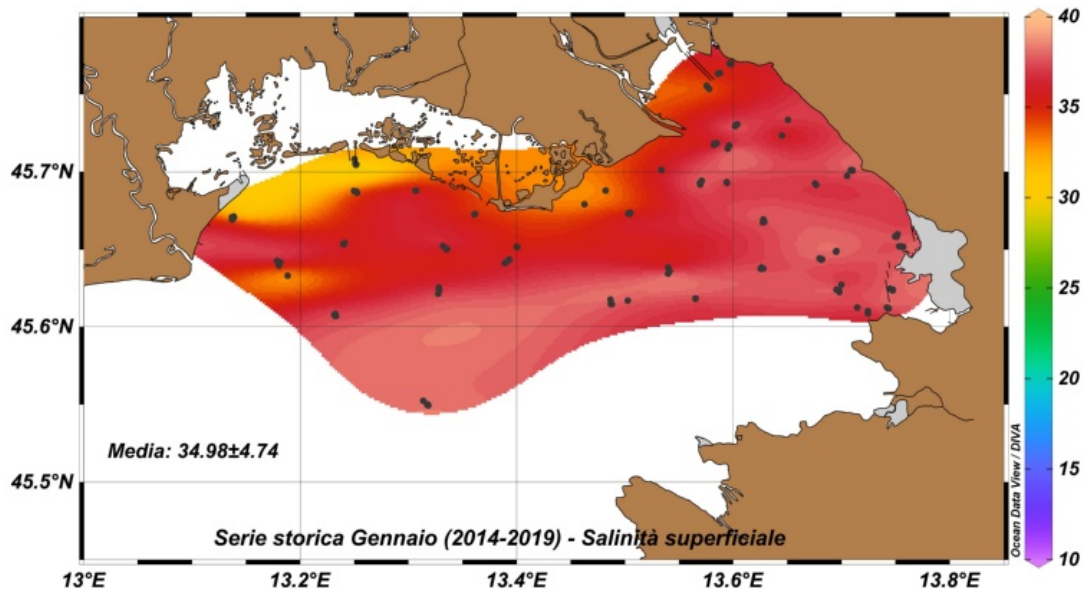 40
35
45.7°N
30
25
45.6°N
20
Media: 34.98±4.74
15
45.5°N
Ocean Data View / DIVA
Serie storica Gennaio (2014-2019) - Salinità superficiale
10
13°E 13.2°E 13.4°E 13.6°E 13.8°E